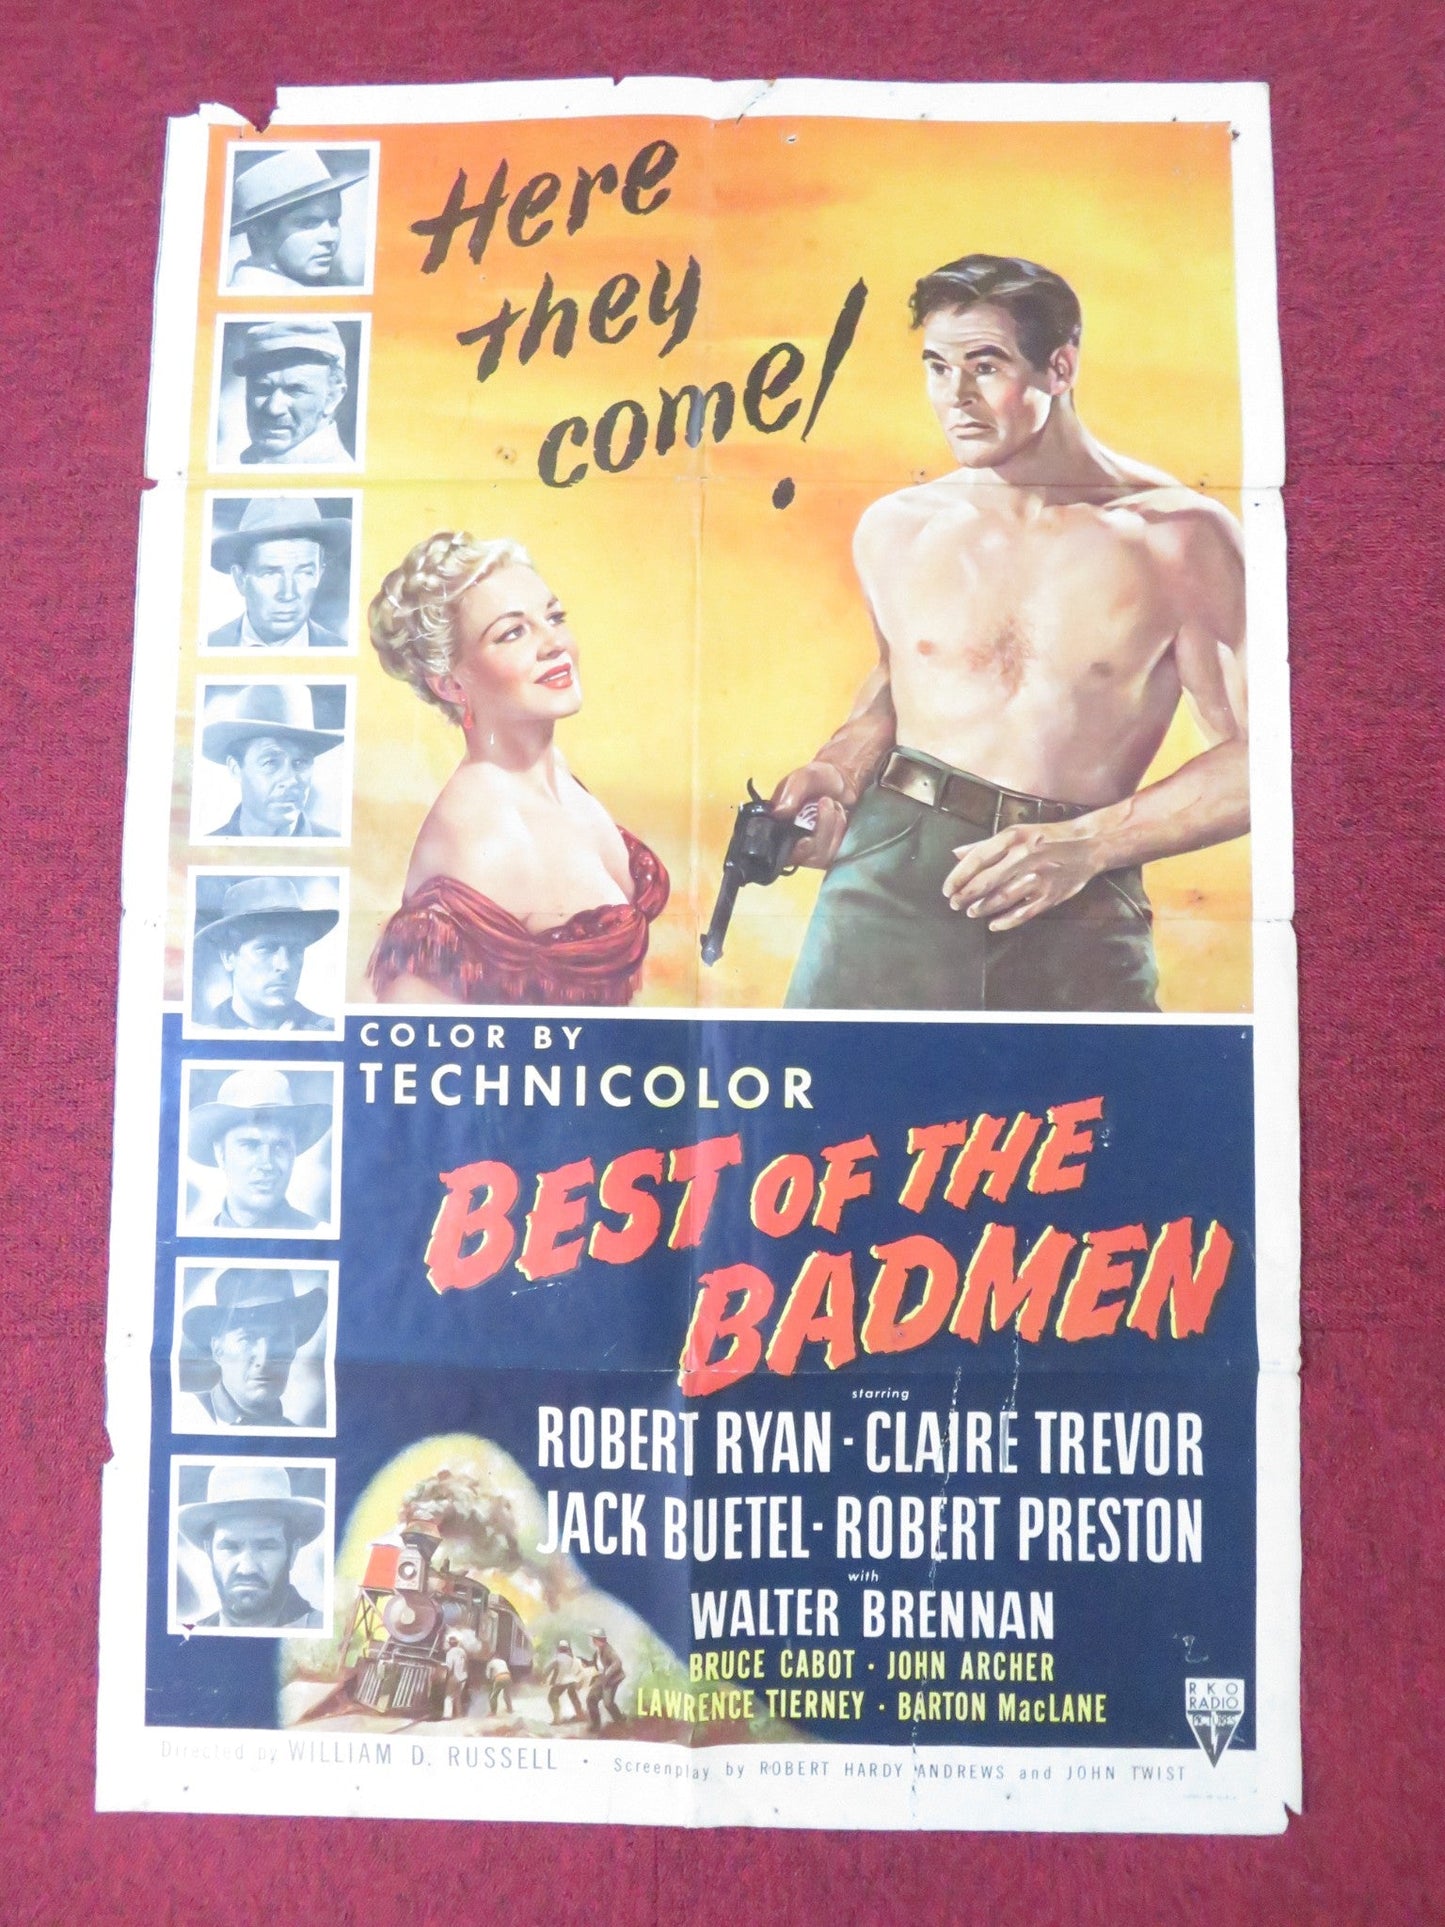 Here
they
come!
COLOR BY
TECHNICOLOR
BEST OF THE
BADMEN
starring
ROBERT RYAN - CLAIRE TREVOR
JACK BUETEL - ROBERT PRESTON
with
WALTER BRENNAN
BRUCE CABOT · JOHN ARCHER
LAWRENCE TIERNEY · BARTON MacLANE
RKO
RADIO
PICTURES
Directed by WILLIAM D. RUSSELL · Screenplay by ROBERT HARDY ANDREWS and JOHN TWIST